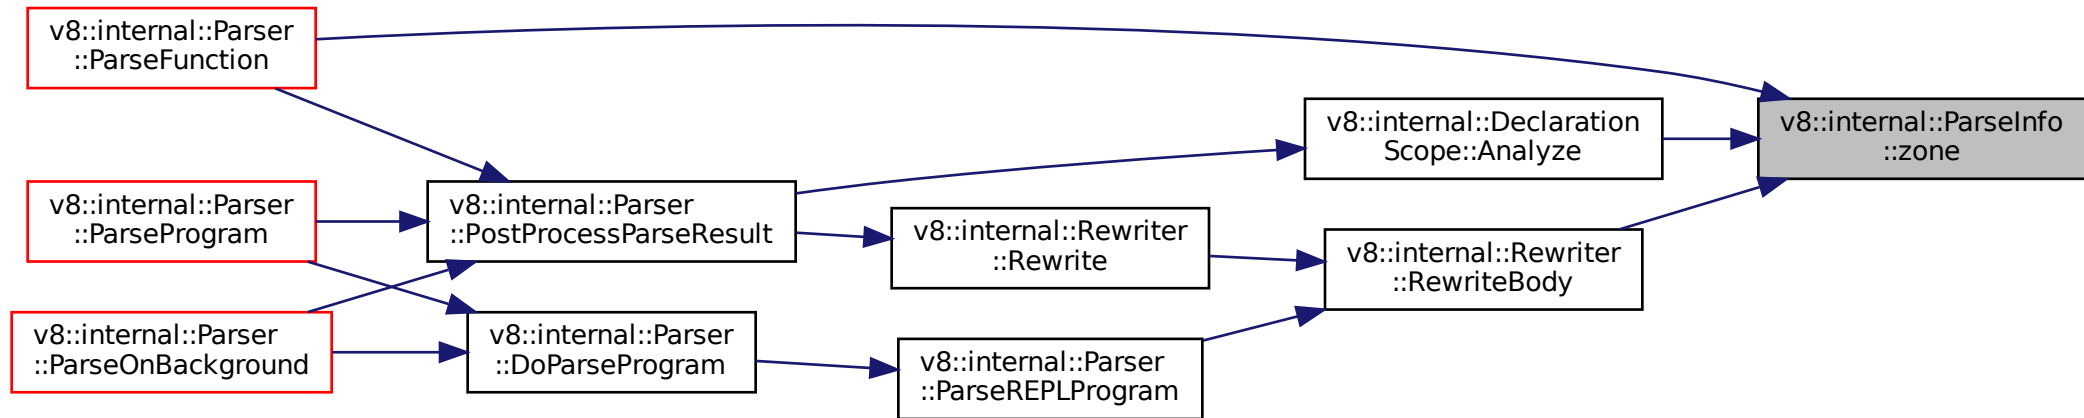 v8::internal::Parser
::ParseFunction
v8::internal::Parser
::ParseProgram
v8::internal::Parser
::ParseOnBackground
v8::internal::Parser
::PostProcessParseResult
v8::internal::Parser
::DoParseProgram
v8::internal::Rewriter
::Rewrite
v8::internal::Parser
::ParseREPLProgram
v8::internal::Declaration
Scope::Analyze
v8::internal::Rewriter
::RewriteBody
v8::internal::ParseInfo
::zone